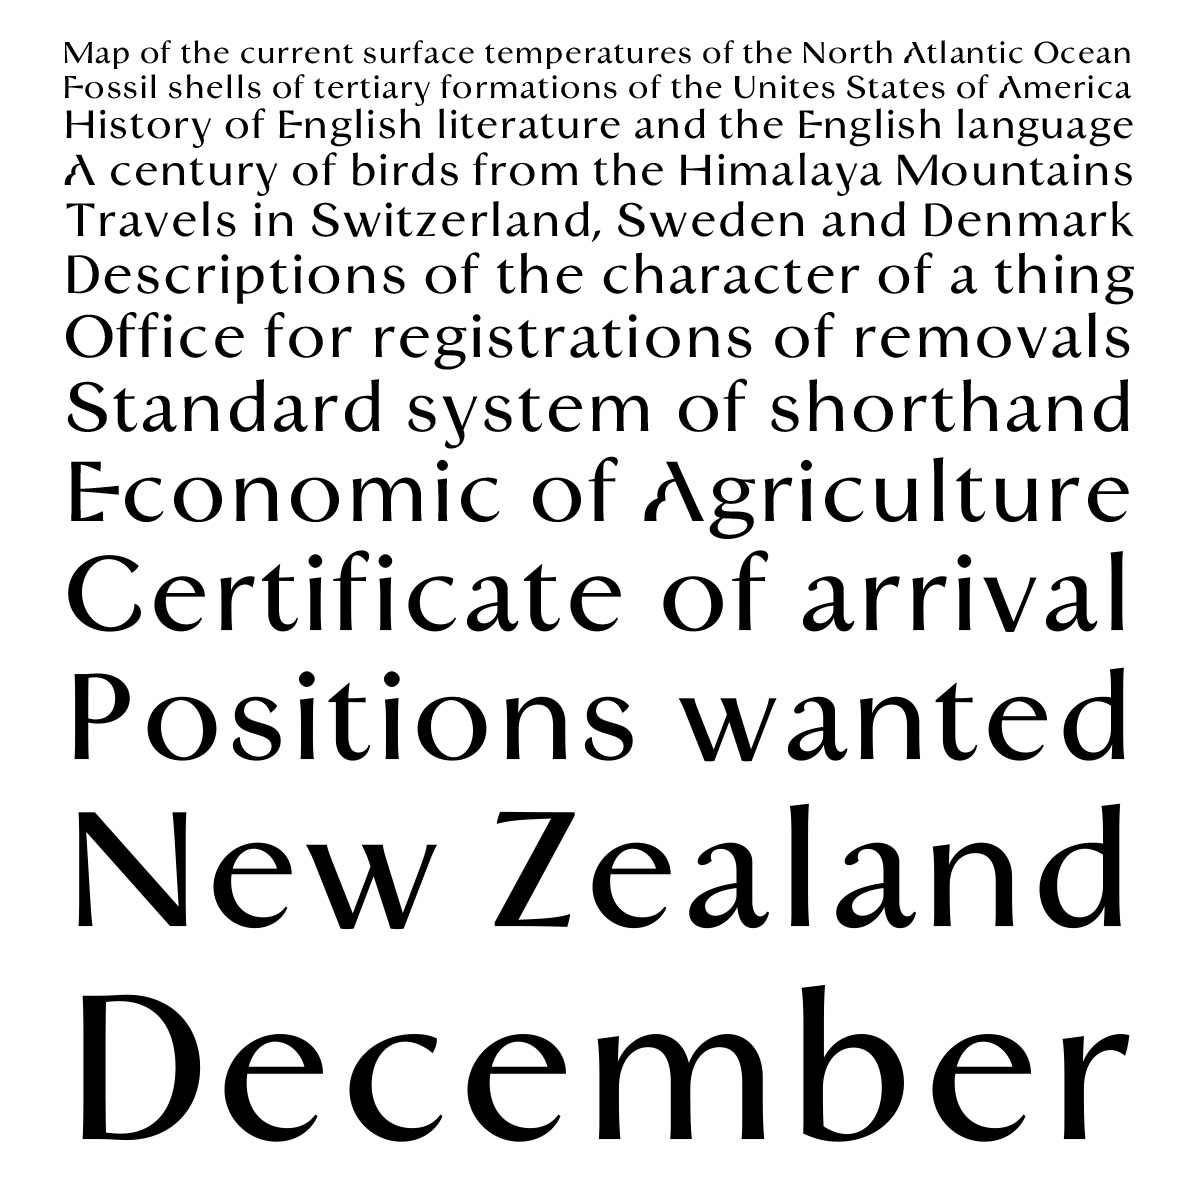 Map of the current surface temperatures of the North Atlantic Ocean
Fossil shells of tertiary formations of the Unites States of America
History of English literature and the English language
A century of birds from the Himalaya Mountains
Travels in Switzerland, Sweden and Denmark
Descriptions of the character of a thing
Office for registrations of removals
Standard system of shorthand
Economic of Agriculture
Certificate of arrival
Positions wanted
New Zealand
December